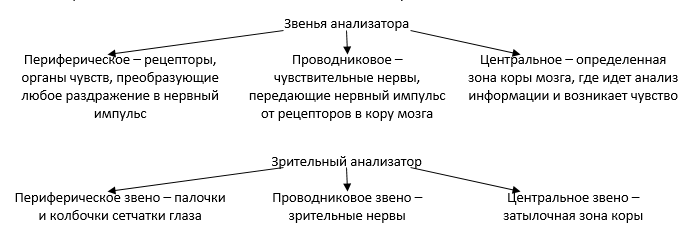 Звенья анализатора
Периферическое – рецепторы,
органы чувств, преобразующие
любое раздражение в нервный
импульс
Проводниковое –
чувствительные нервы,
передающие нервный импульс
от рецепторов в кору мозга
Центральное – определенная
зона коры мозга, где идет анализ
информации и возникает чувство
Зрительный анализатор
Периферическое звено – палочки
и колбочки сетчатки глаза
Проводниковое звено –
зрительные нервы
Центральное звено –
затылочная зона коры